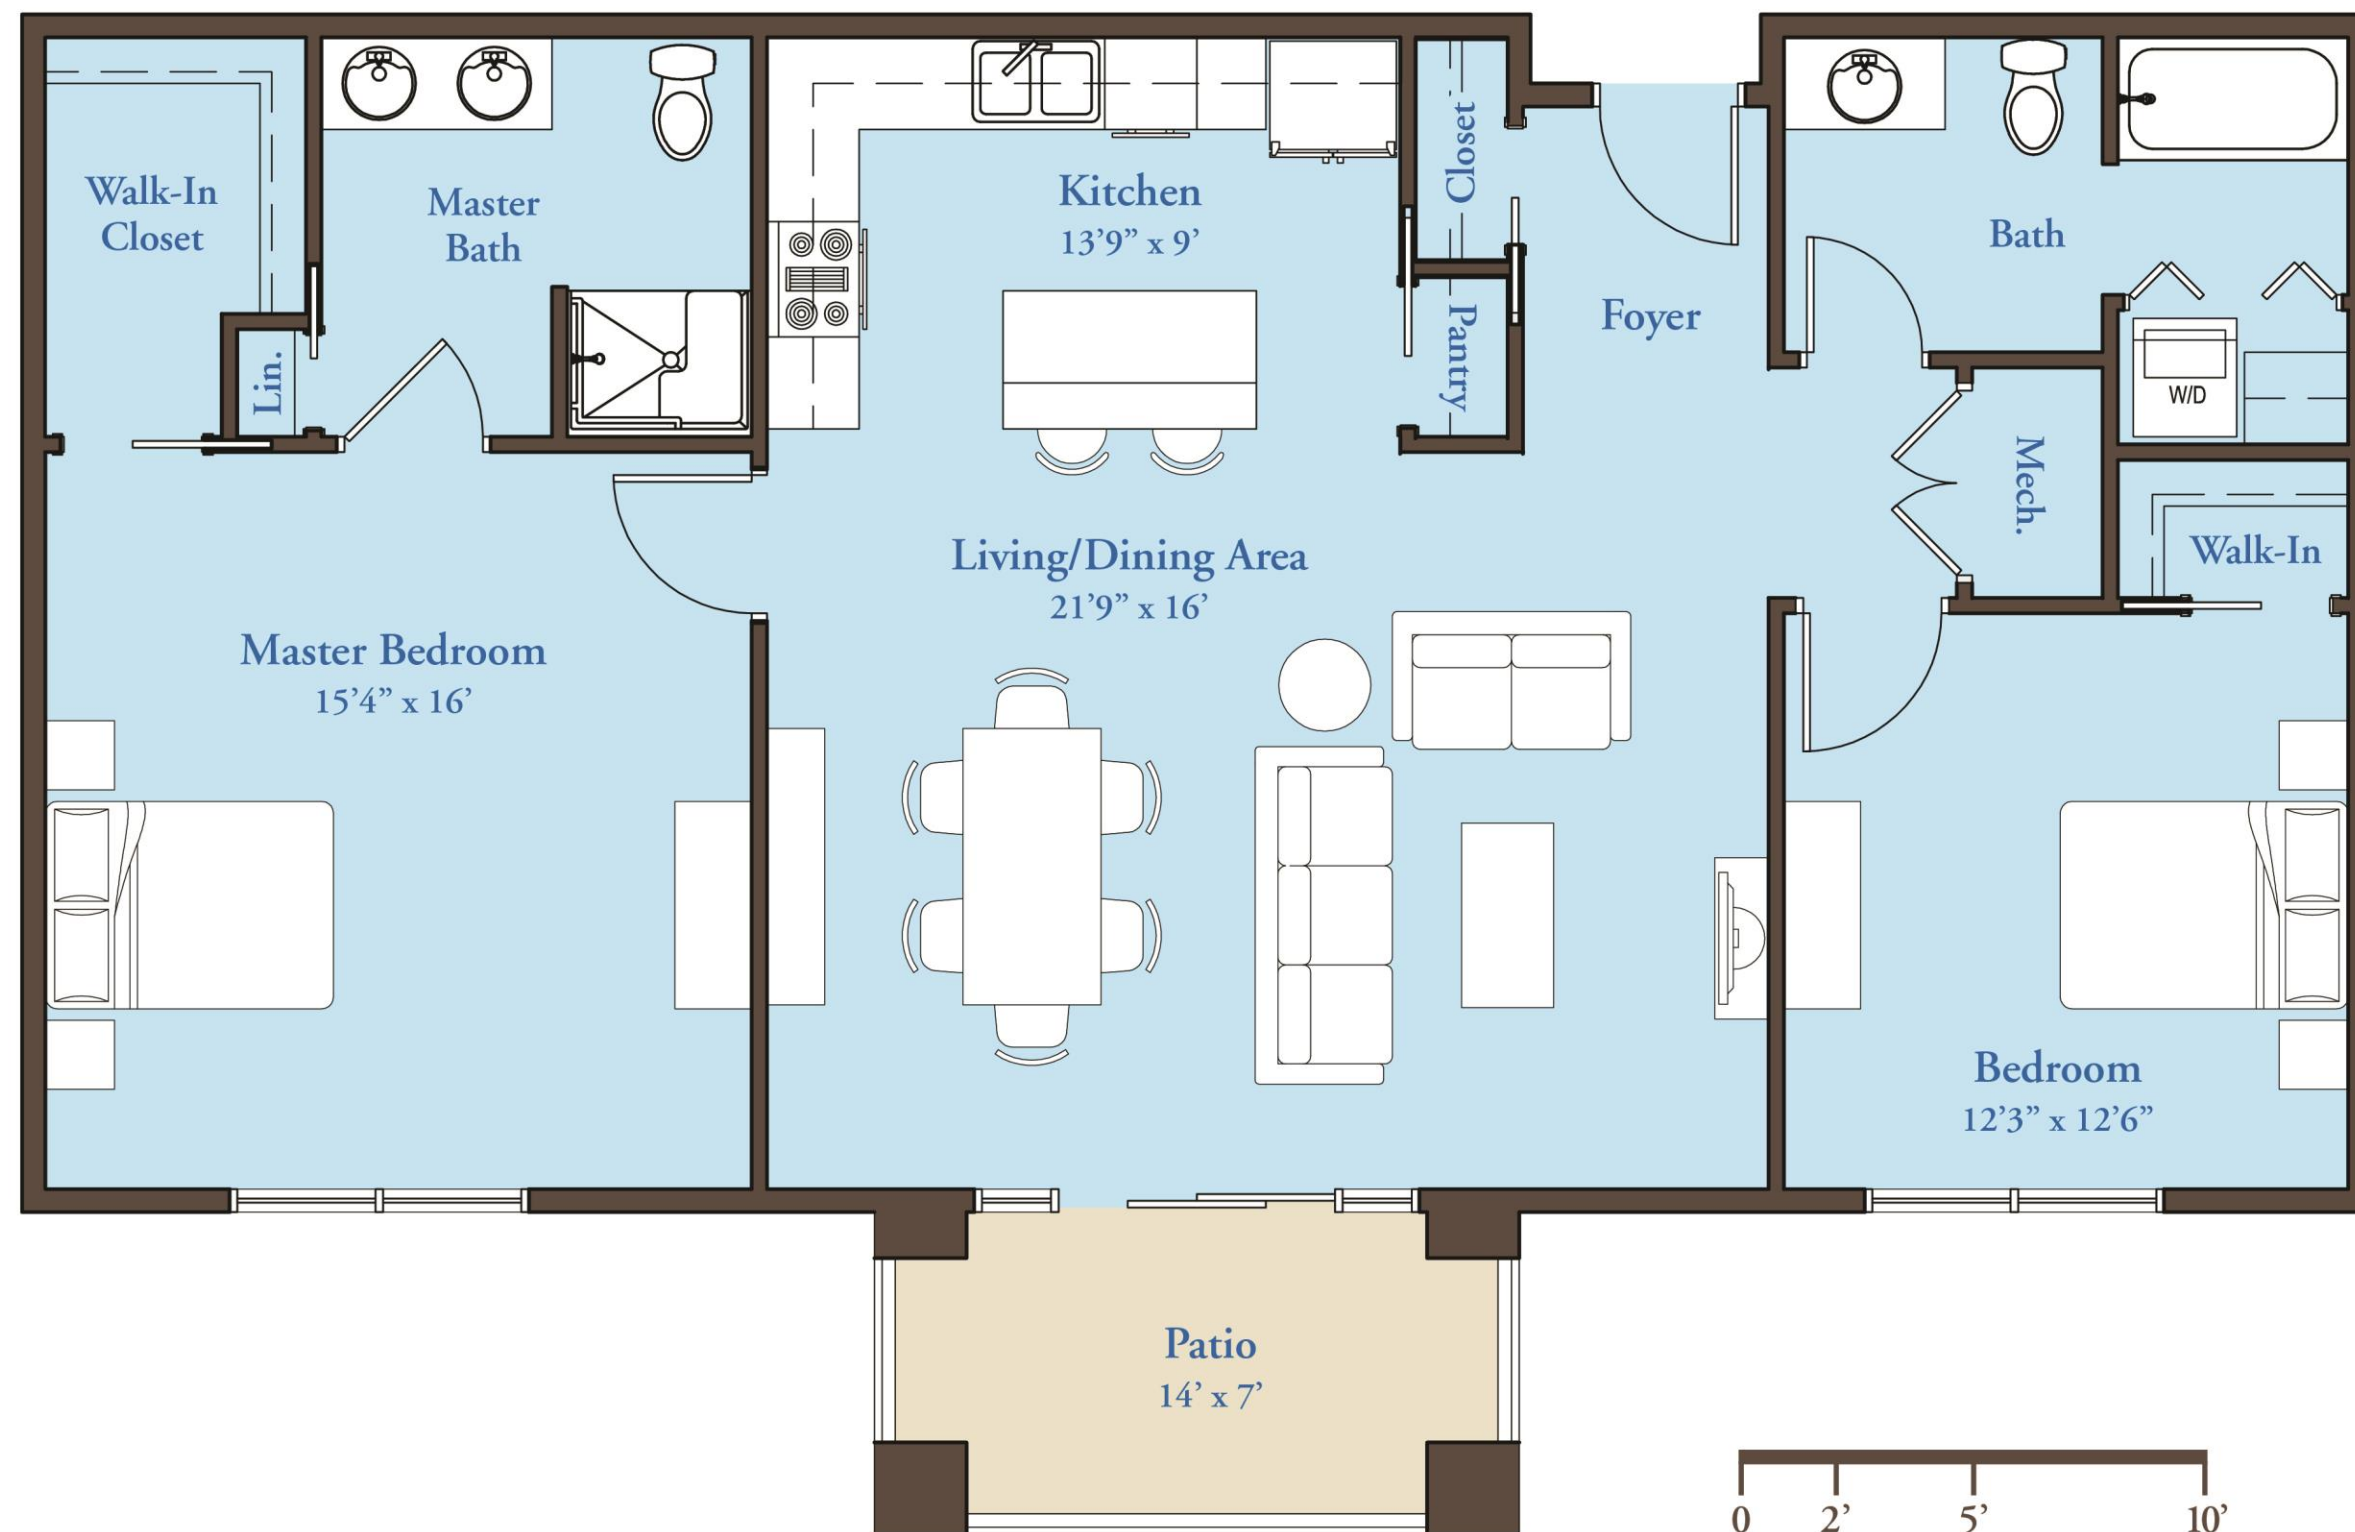 Walk-In
Closet
Master
Bath
Lin.
Kitchen
13’9” x 9’
Closet
Pantry
Foyer
Bath
W/D
Mech.
Walk-In
Living/Dining Area
21’9” x 16’
Master Bedroom
15’4” x 16’
Bedroom
12’3” x 12’6”
Patio
14’ x 7’
0 2’ 5’ 10’